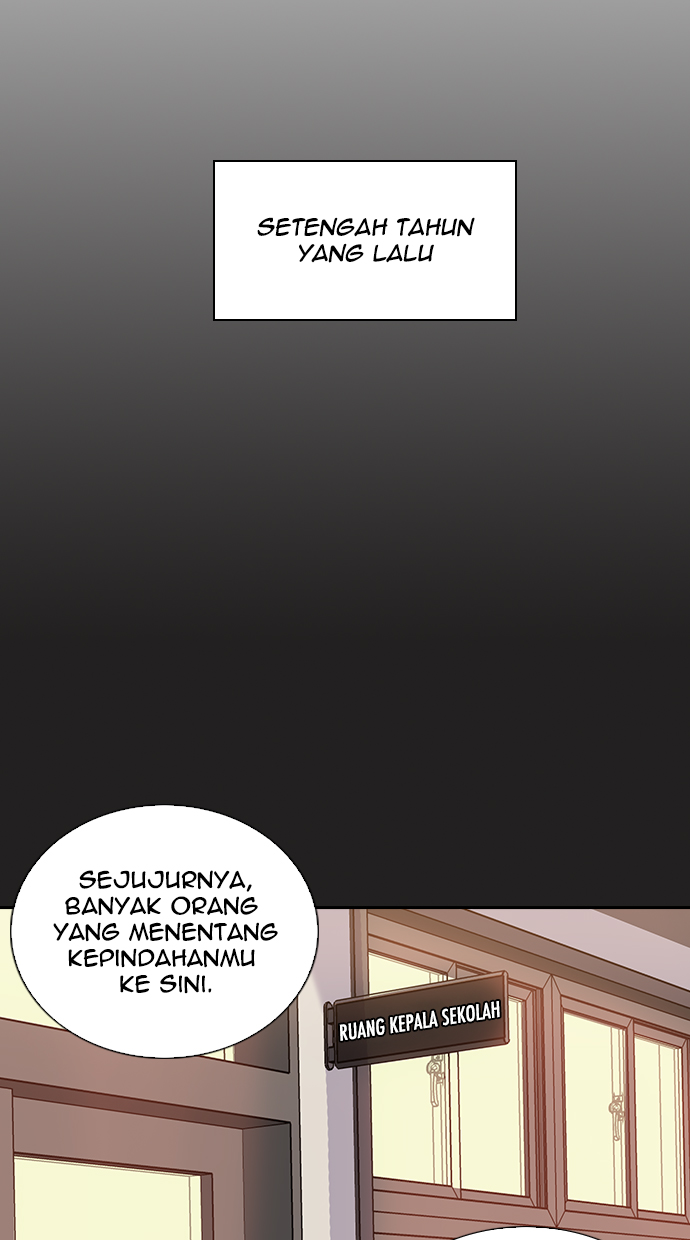 SETENGAH TAHUN
YANG LALU
SEJUJURNYA,
BANYAK ORANG
YANG MENENTANG
KEPINDAHANMU
KE SINI.
RUANG KEPALA SEKOLAH